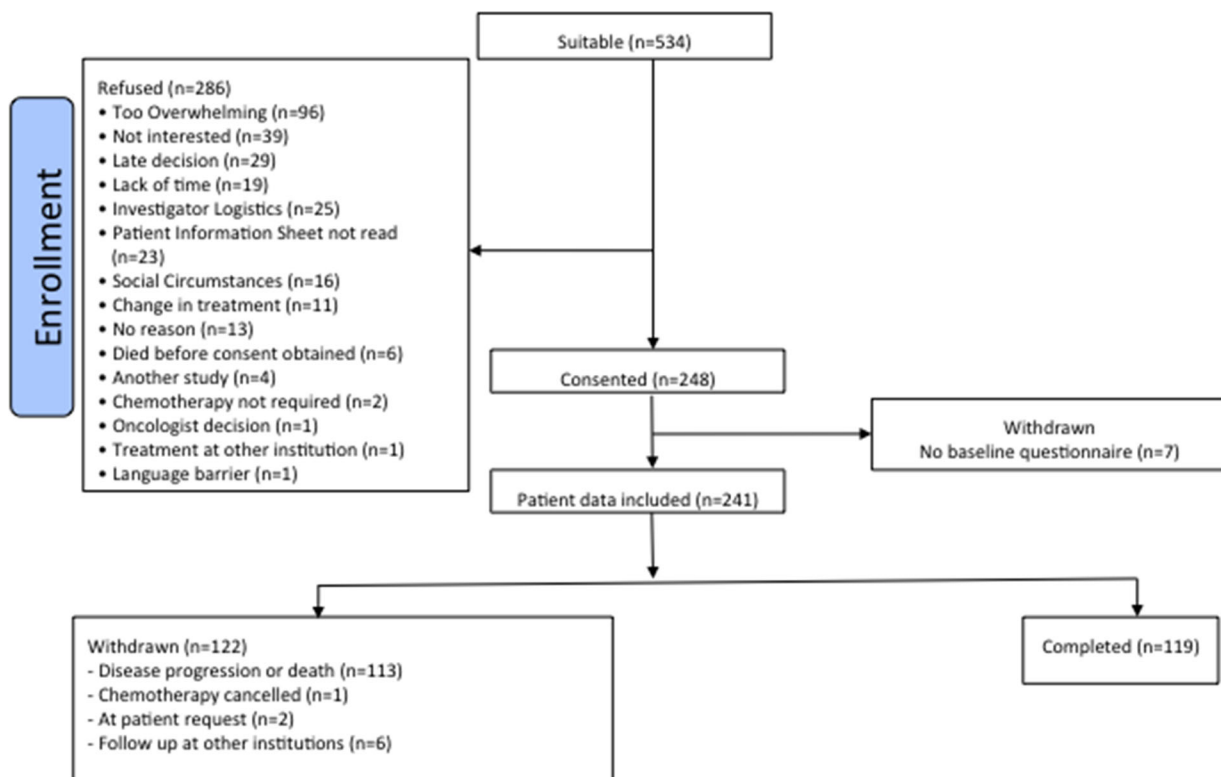 Suitable (n=534)
Enrollment
Refused (n=286)
• Too Overwhelming (n=96)
• Not interested (n=39)
• Late decision (n=29)
• Lack of time (n=19)
• Investigator Logistics (n=25)
• Patient Information Sheet not read
(n=23)
• Social Circumstances (n=16)
• Change in treatment (n=11)
• No reason (n=13)
• Died before consent obtained (n=6)
• Another study (n=4)
• Chemotherapy not required (n=2)
• Oncologist decision (n=1)
• Treatment at other institution (n=1)
• Language barrier (n=1)
Consented (n=248)
Withdrawn
No baseline questionnaire (n=7)
Patient data included (n=241)
Withdrawn (n=122)
- Disease progression or death (n=113)
- Chemotherapy cancelled (n=1)
- At patient request (n=2)
- Follow up at other institutions (n=6)
Completed (n=119)